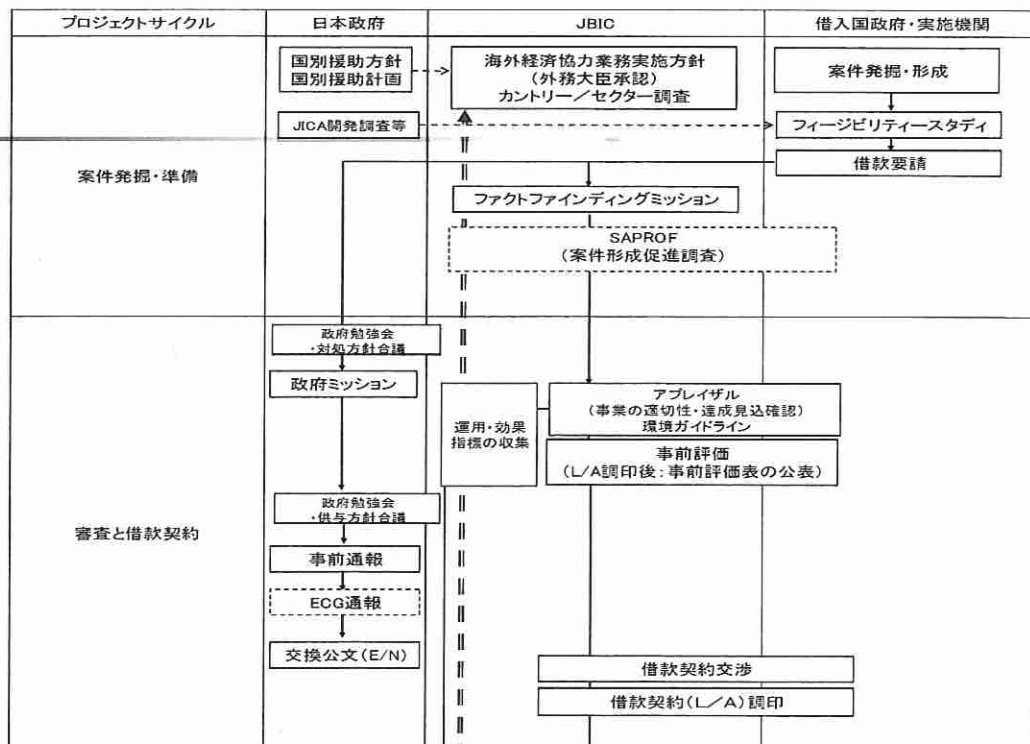 プロジェクトサイクル
日本政府
JBIC
借入国政府・実施機関
国別援助方針
国別援助計画
海外経済協力業務実施方針
(外務大臣承認)
カントリー／セクター調査
案件発掘・形成
JICA開発調査等
フィージビリティースタディ
借款要請
案件発掘・準備
ファクトファインディングミッション
SAPROF
(案件形成促進調査)
政府勉強会
・対処方針会議
政府ミッション
運用・効果
指標の収集
アプレイザル
(事業の適切性・達成見込確認)
環境ガイドライン
事前評価
(L/A調印後：事前評価表の公表)
政府勉強会
・供与方針会議
審査と借款契約
事前通報
ECG通報
交換公文(E/N)
借款契約交渉
借款契約(L／A)調印